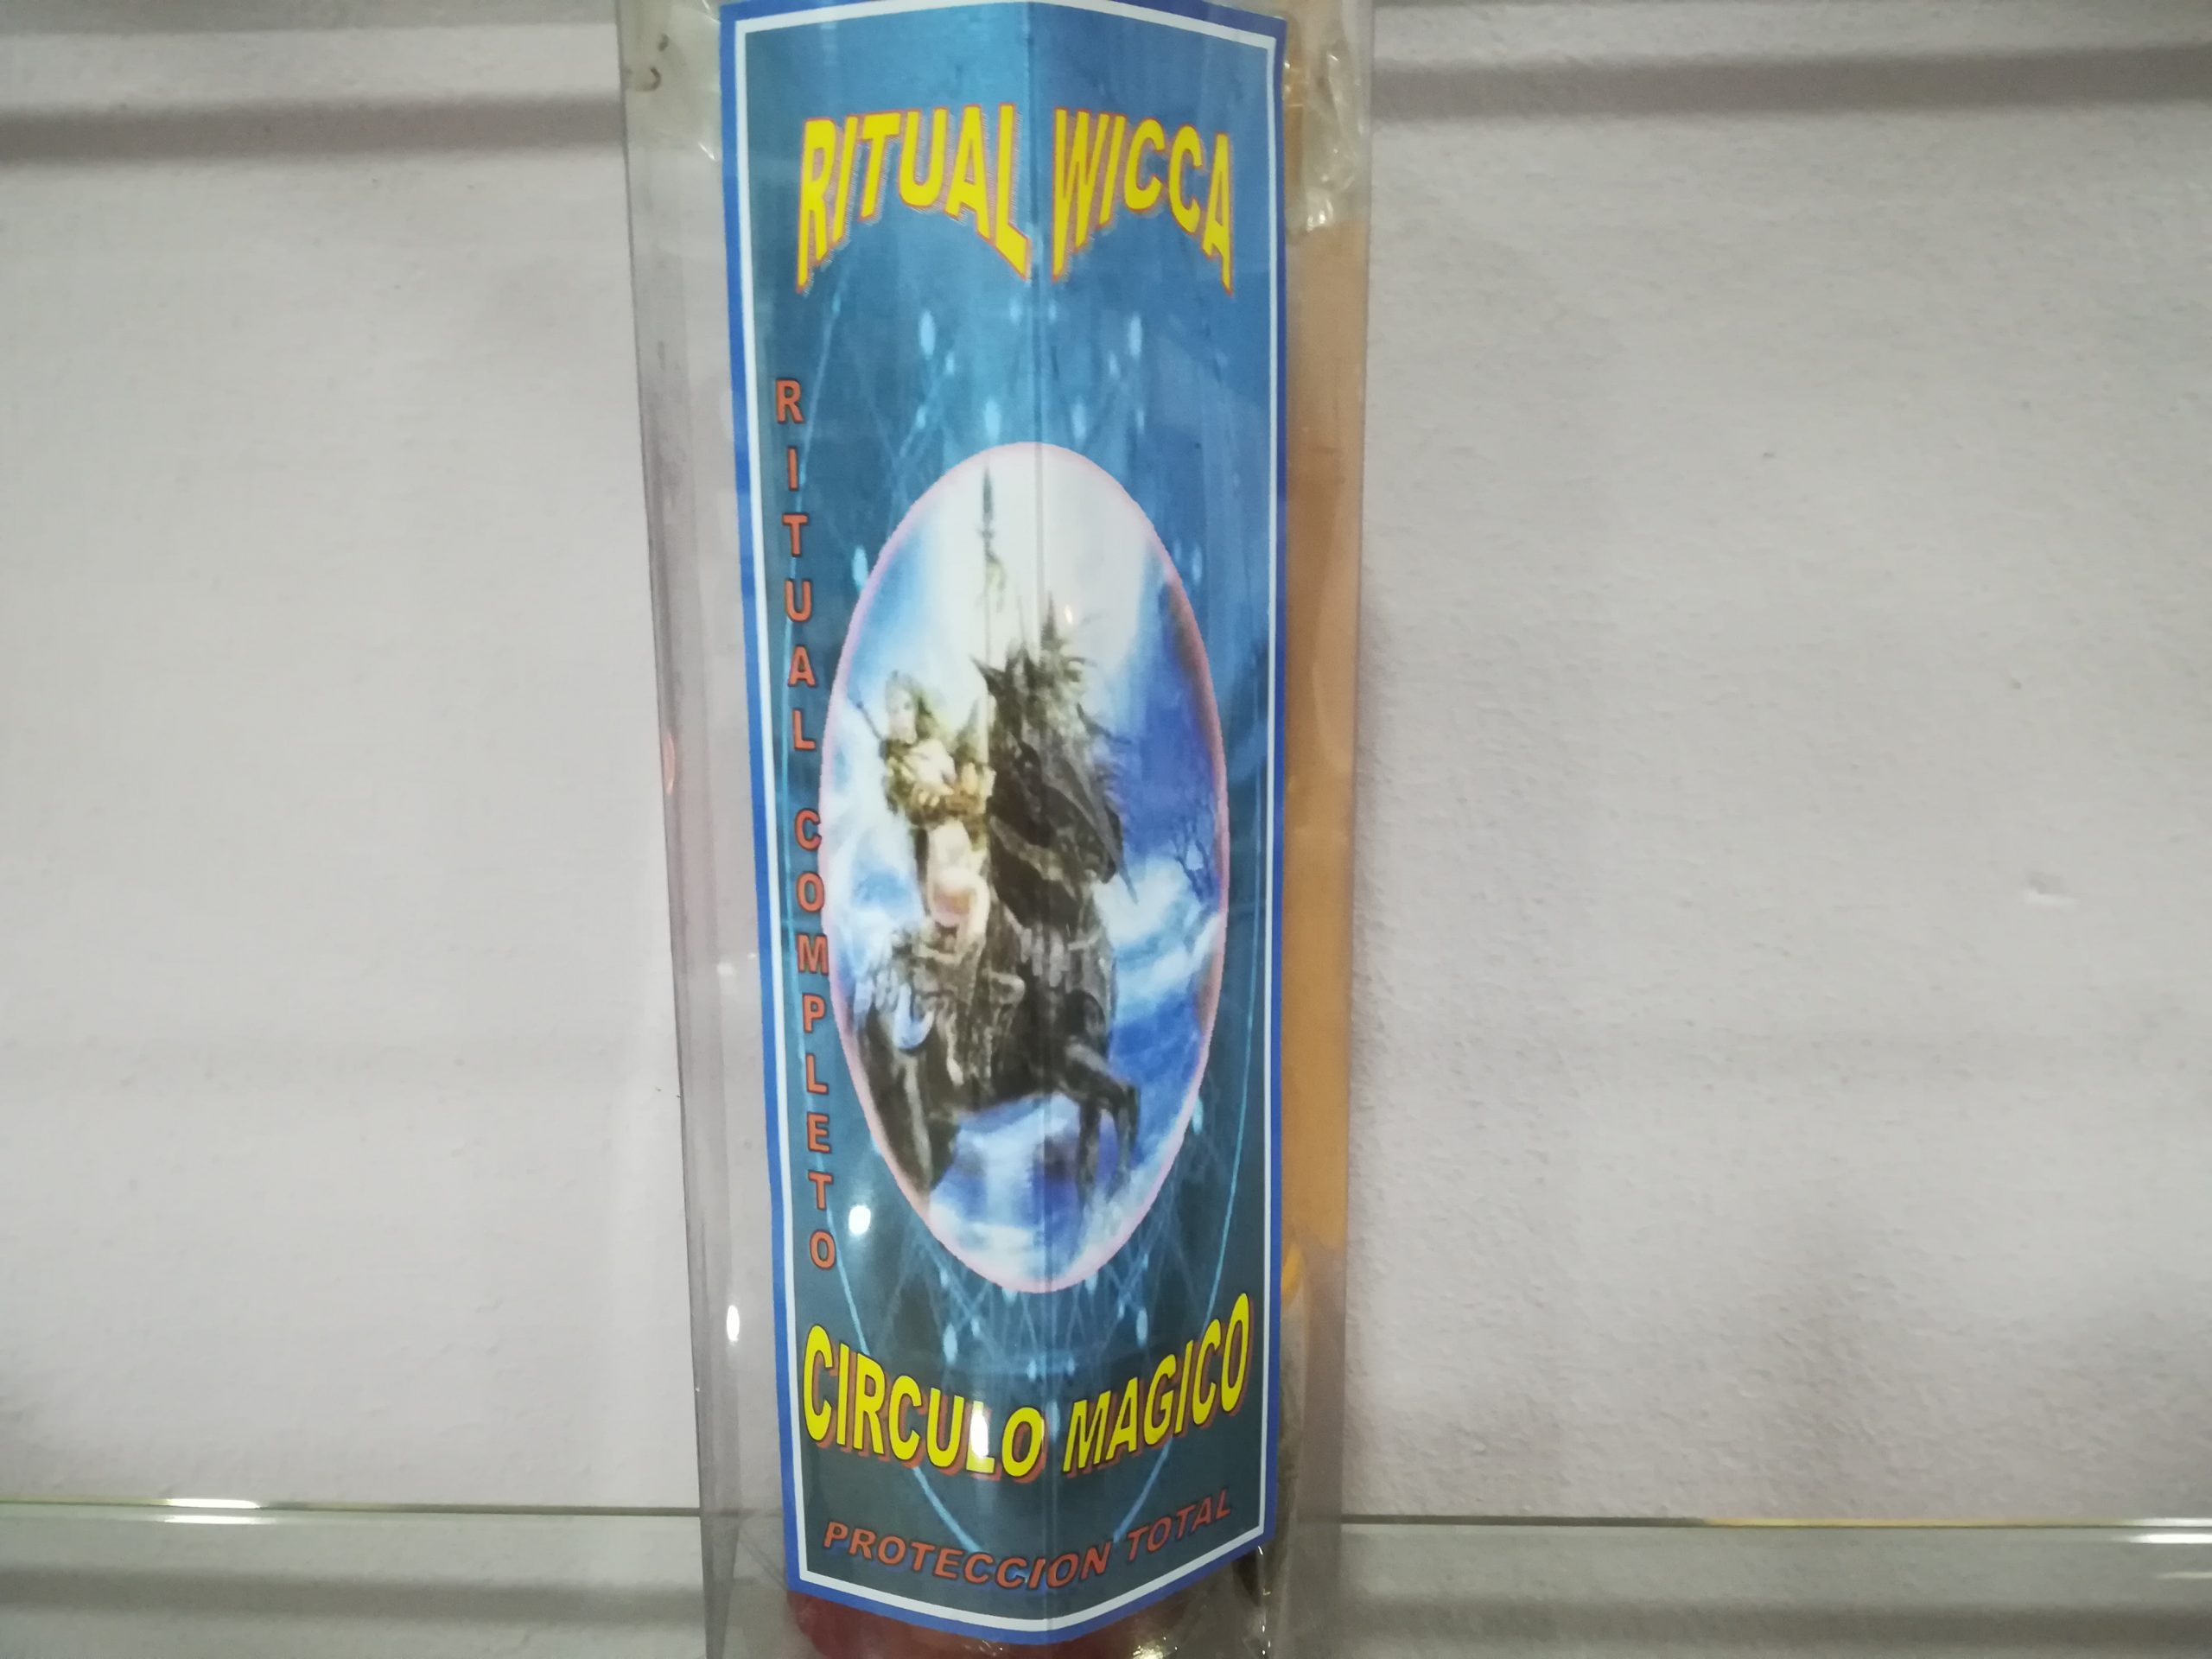 RITUAL WICCA
RITUAL COMPLETO
CIRCULO MAGICO
PROTECCION TOTAL